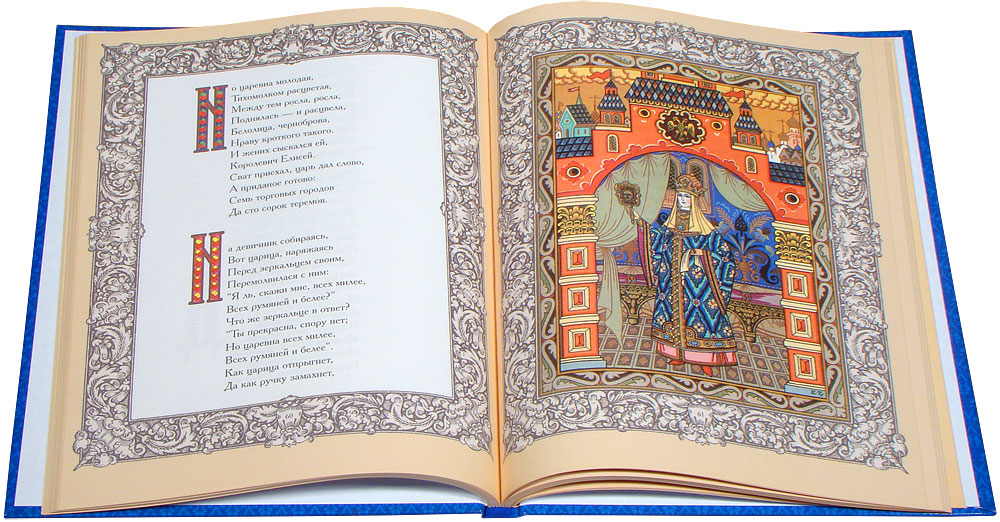 Но царевна молодая,
Тихомолком расцветая,
Между тем росла, росла,
Поднялась — и расцвела,
Белолица, черноброва,
Нраву кроткого такого.
И жених сыскался ей,
Королевич Елисей.
Сват приехал, царь дал слово,
А приданое готово:
Семь торговых городов
Да сто сорок теремов.
На девичник собираясь,
Вот царица, наряжаясь
Перед зеркальцем своим,
Перемолвилася с ним:
"Я ль, скажи мне, всех милее,
Всех румяней и белее?"
Что же зеркальце в ответ?
"Ты прекрасна, спору нет;
Но царевна всех милее,
Всех румяней и белее".
Как царица отпрыгнет,
Да как ручку замахнет,
60
61